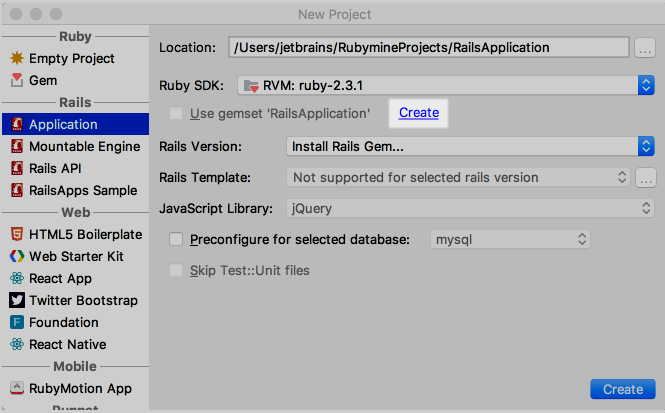 New Project
Ruby
Empty Project
Gem
Rails
Application
Mountable Engine
Rails API
RailsApps Sample
Web
HTML5 Boilerplate
Web Starter Kit
React App
Twitter Bootstrap
Foundation
React Native
Mobile
RubyMotion App
Puppet
Location: /Users/jetbrains/RubymineProjects/RailsApplication ...
Ruby SDK: RVM: ruby-2.3.1
Use gemset 'RailsApplication' Create
Rails Version: Install Rails Gem...
Rails Template: Not supported for selected rails version ...
JavaScript Library: jQuery
Preconfigure for selected database: mysql
Skip Test::Unit files
Create